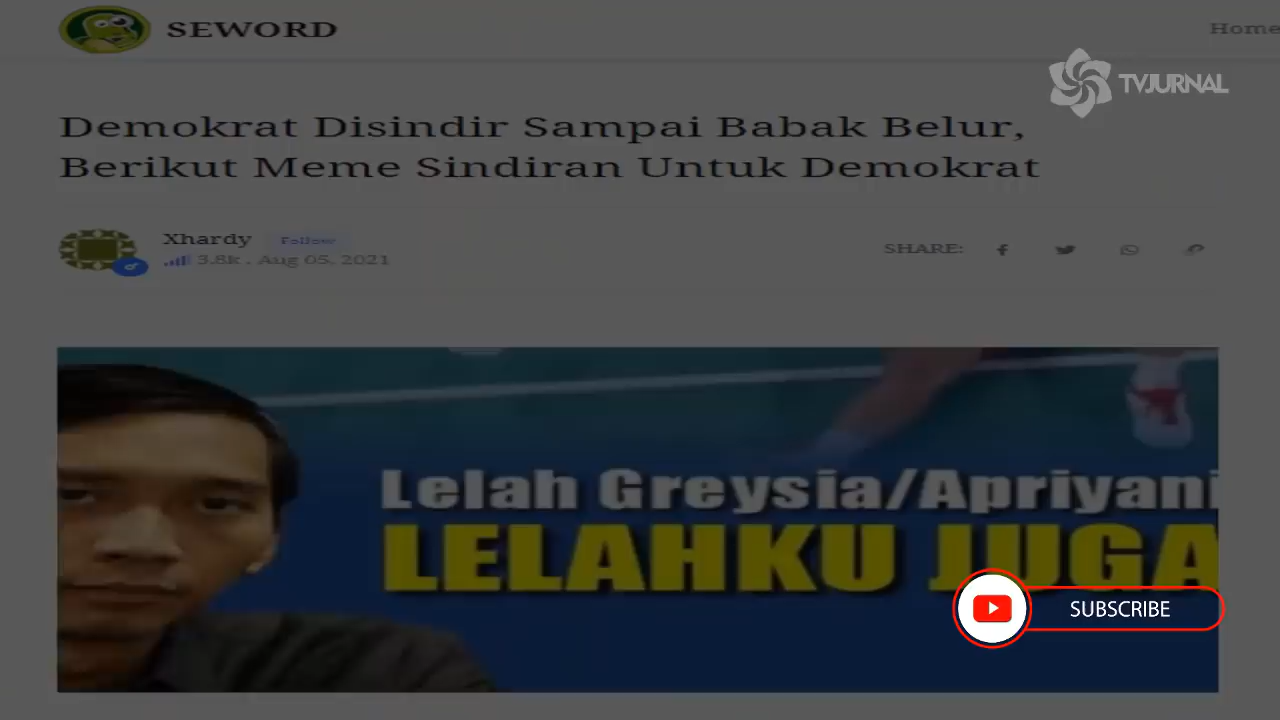 SEWORD
Home
TVJURNAL
Demokrat Disindir Sampai Babak Belur,
Berikut Meme Sindiran Untuk Demokrat
Xhardy Follow
3.8k . Aug 05, 2021
SHARE:
Lelah Greysia/Apriyani
LELAHKU JUGA
SUBSCRIBE